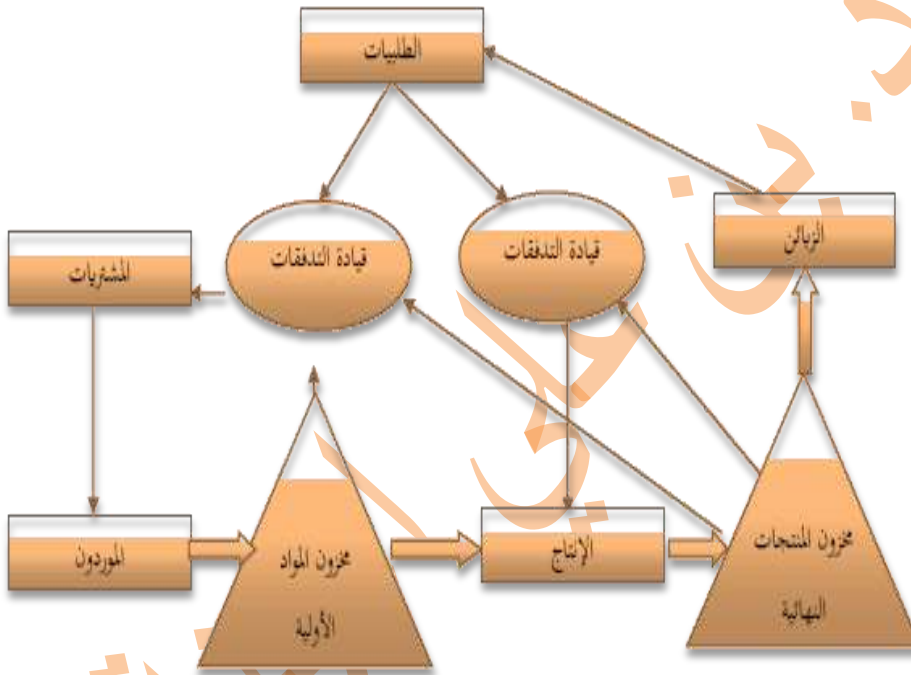 الطلبيات
الزبائن
قيادة التدفقات
قيادة التدفقات
المشتريات
مخزون المنتجات
النهائية
الإنتاج
مخزون المواد
الأولية
الموردون